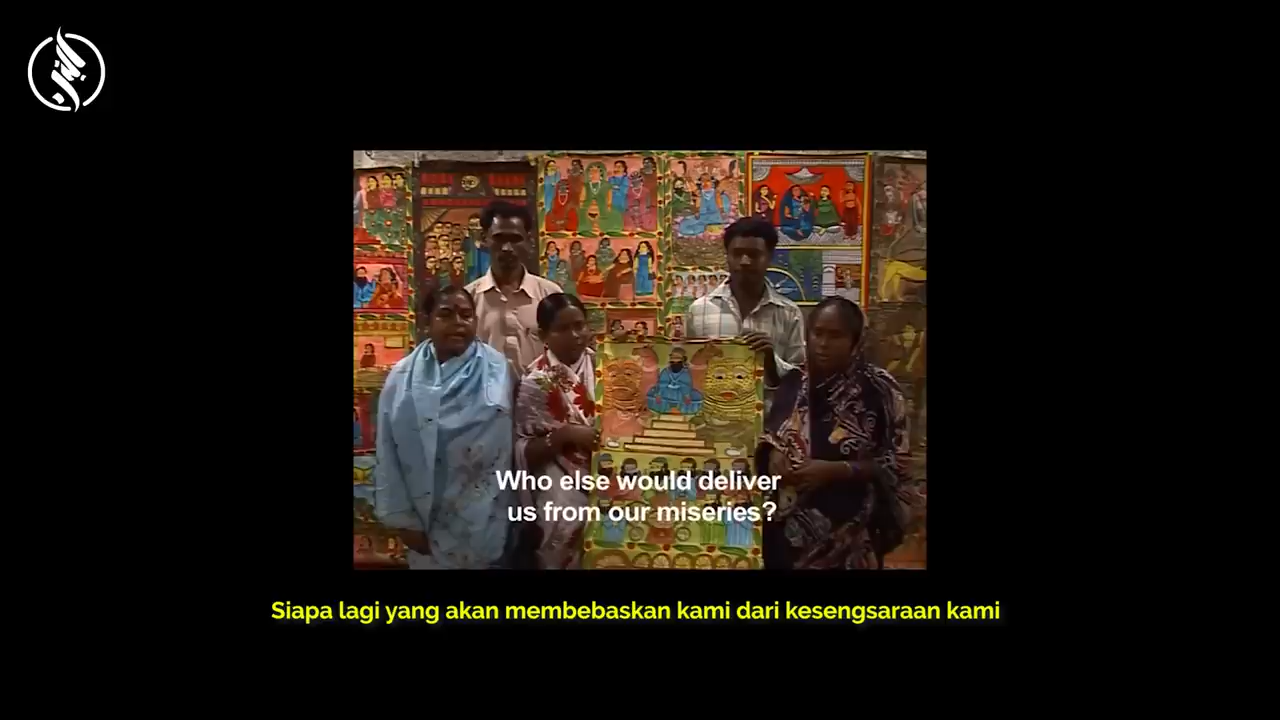 Who else would deliver
us from our miseries?
Siapa lagi yang akan membebaskan kami dari kesengsaraan kami